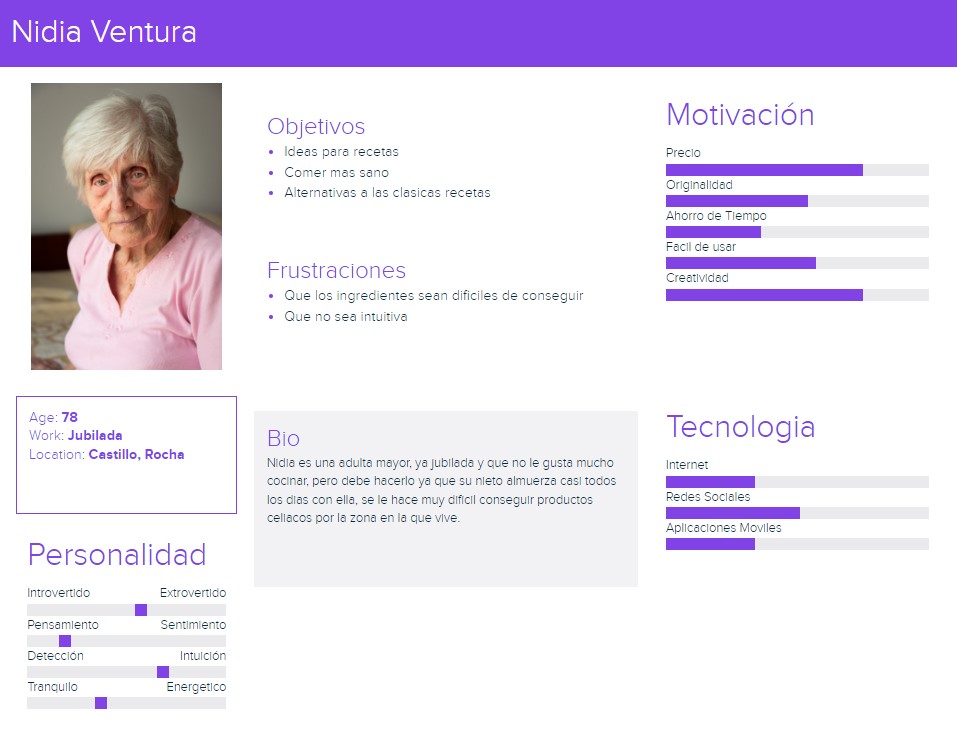 Nidia Ventura
Objetivos
Ideas para recetas
Comer mas sano
Alternativas a las clasicas recetas
Frustraciones
Que los ingredientes sean dificiles de conseguir
Que no sea intuitiva
Motivación
Precio
Originalidad
Ahorro de Tiempo
Facil de usar
Creatividad
Age: 78
Work: Jubilada
Location: Castillo, Rocha
Bio
Nidia es una adulta mayor, ya jubilada y que no le gusta mucho
cocinar, pero debe hacerlo ya que su nieto almuerza casi todos
los dias con ella, se le hace muy dificil conseguir productos
celiacos por la zona en la que vive.
Tecnologia
Internet
Redes Sociales
Aplicaciones Moviles
Personalidad
Introvertido Extrovertido
Pensamiento Sentimiento
Detección Intuición
Tranquilo Energetico